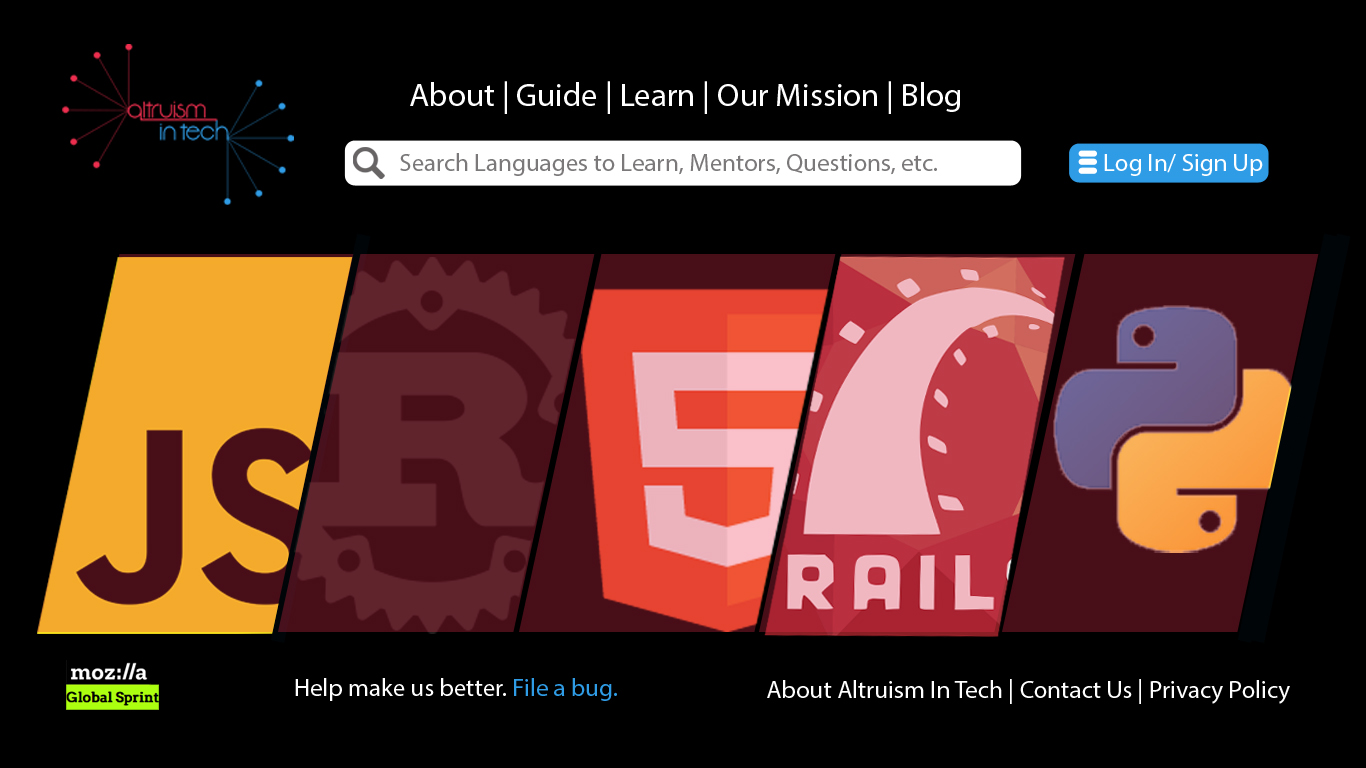 altruism
in tech
About | Guide | Learn | Our Mission | Blog
Search Languages to Learn, Mentors, Questions, etc.
Log In/ Sign Up
JS
R
5
RAIL
moz://a
Global Sprint
Help make us better. File a bug.
About Altruism In Tech | Contact Us | Privacy Policy